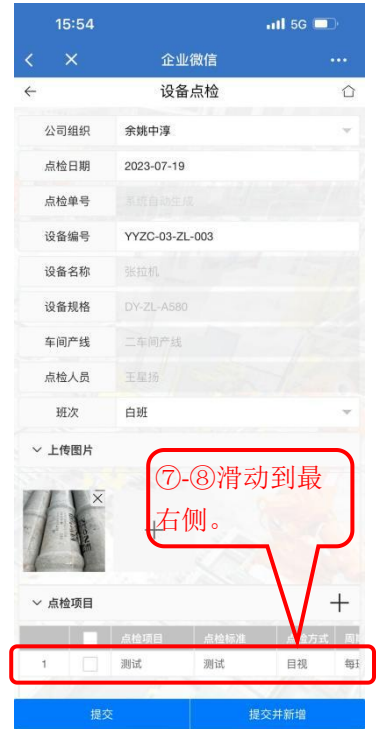 15:54
5G
企业微信
设备点检
公司组织 余姚中淳
点检日期 2023-07-19
点检单号 系统自动生成
设备编号 YYZC-03-ZL-003
设备名称 张拉机
设备规格 DY-ZL-A580
车间产线 二车间产线
点检人员 王星扬
班次 白班
上传图片
⑦-⑧滑动到最
右侧。
点检项目
点检项目 点检标准 点检方式
1 测试 测试 目视
提交 提交并新增